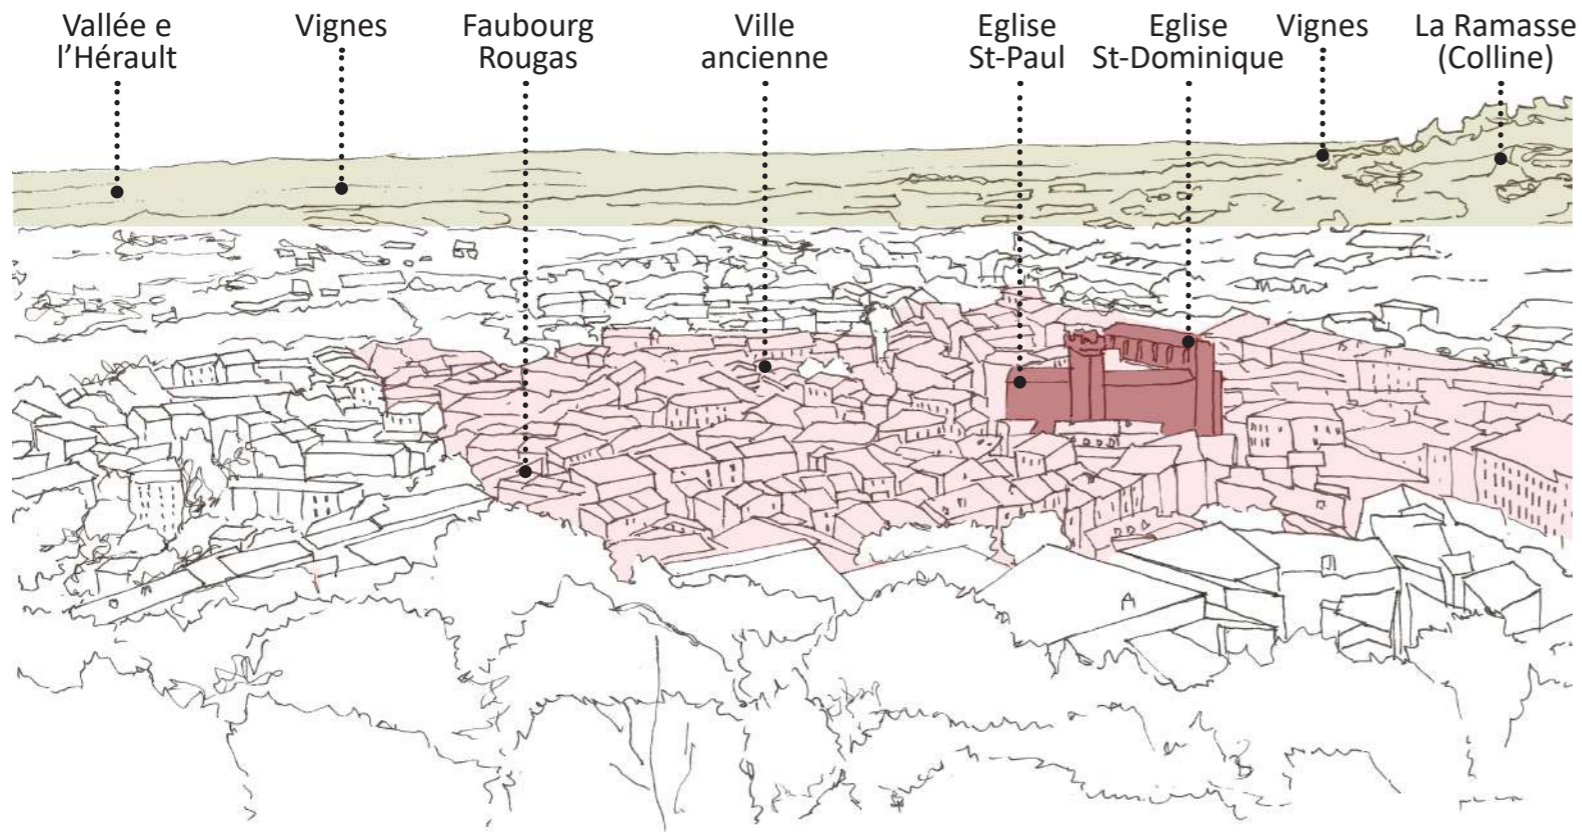 Vallée e
l’Hérault
Vignes
Faubourg
Rougas
Ville
ancienne
Eglise
St-Paul
Eglise
St-Dominique
Vignes
La Ramasse
(Colline)